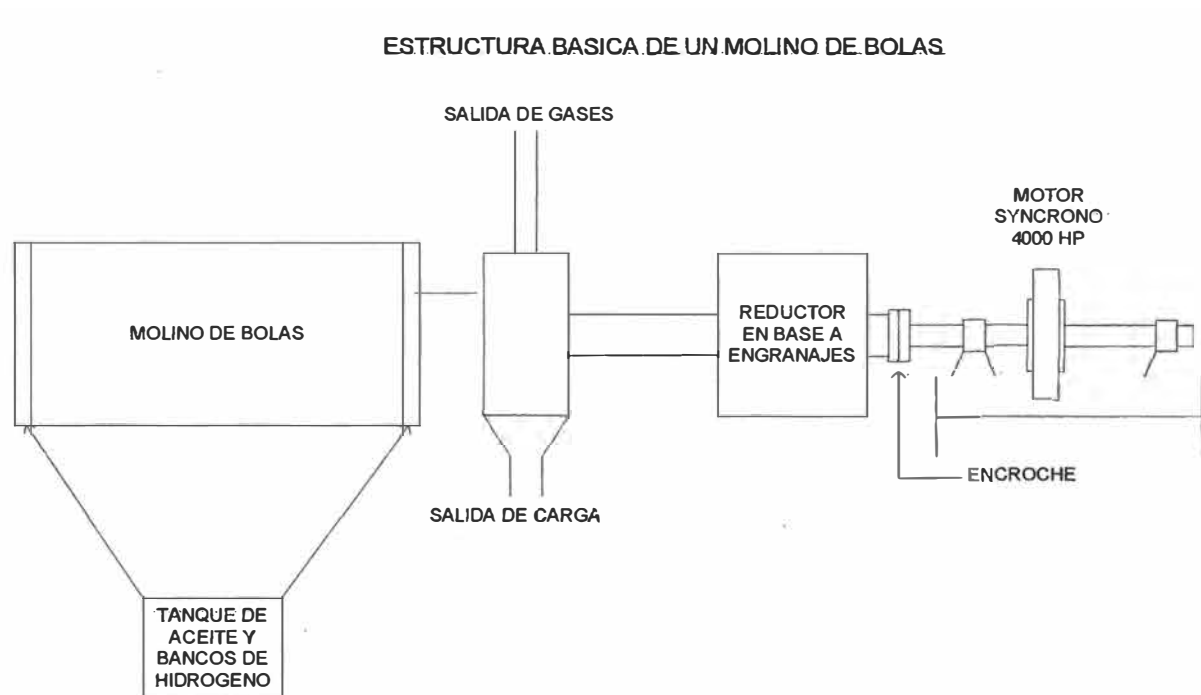 ESTRUCTURA BASICA DE UN MOLINO DE BOLAS
SALIDA DE GASES
MOTOR
SYNCRONO
4000 HP
MOLINO DE BOLAS
REDUCTOR
EN BASE A
ENGRANAJES
ENCROCHE
SALIDA DE CARGA
TANQUE DE
ACEITE Y
BANCOS DE
HIDROGENO